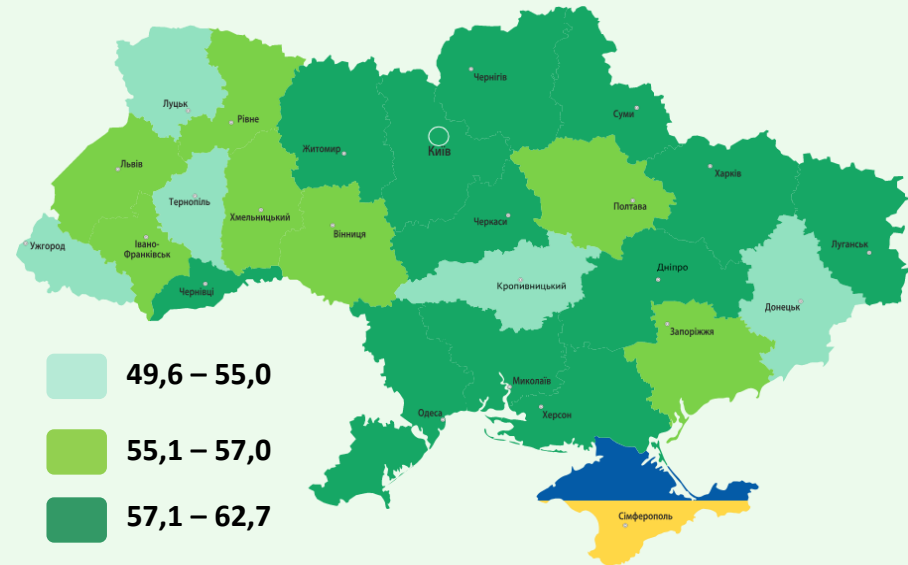 Чернігів
Луцьк
Суми
Рівне
Житомир
Київ
Львів
Харків
Тернопіль
Полтава
Хмельницький
Черкаси
Вінниця
Ужгород
Івано-
Франківськ
Луганськ
Дніпро
Чернівці
Кропивницький
Донецьк
Запоріжжя
49,6 – 55,0
Миколаїв
Одеса
Херсон
55,1 – 57,0
57,1 – 62,7
Сімферополь